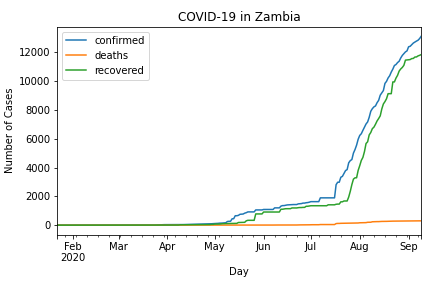 COVID-19 in Zambia
confirmed
deaths
recovered
Number of Cases
12000
10000
8000
6000
4000
2000
0
Feb Mar Apr May Jun Jul Aug Sep
2020
Day